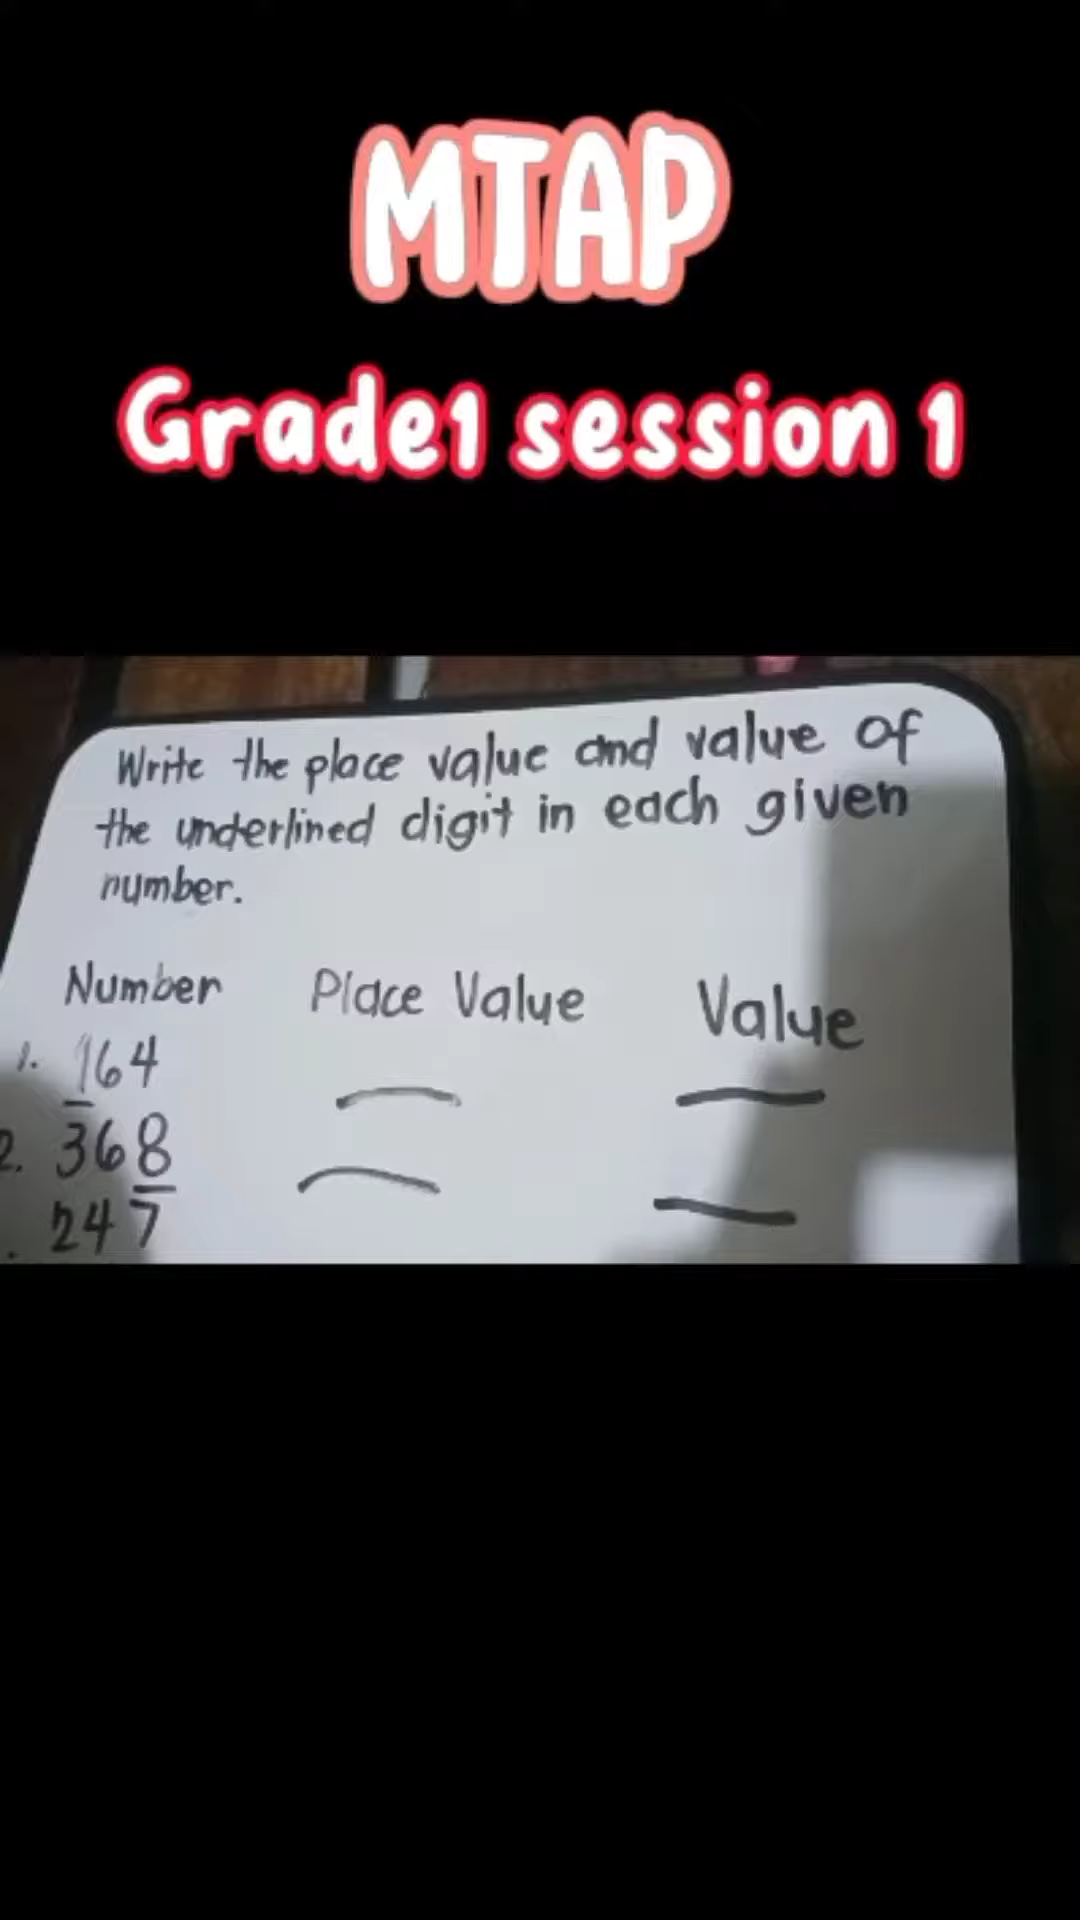 MTAP
Grade1 session 1
Write the place value and value of
the underlined digit in each given
number.
Number Place Value Value
1. 164
2. 368
. 247